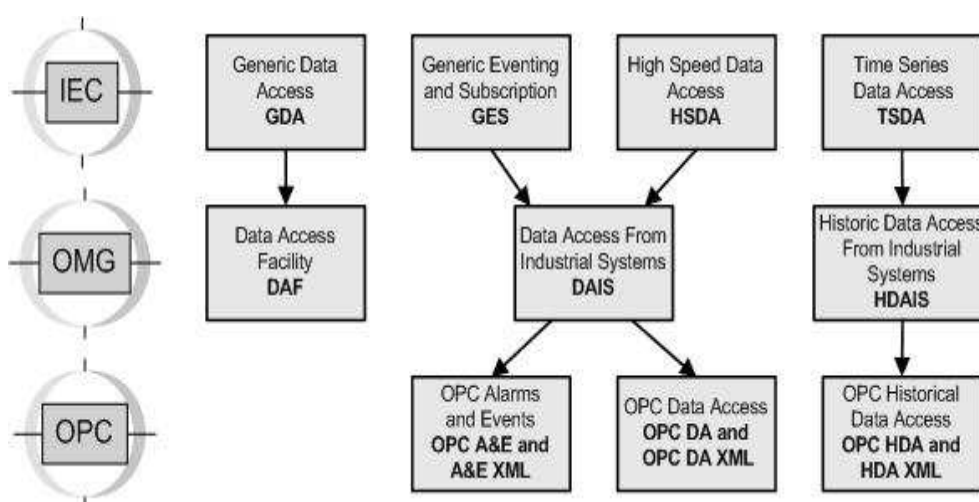 IEC
Generic Data
Access
GDA
Generic Eventing
and Subscription
GES
High Speed Data
Access
HSDA
Time Series
Data Access
TSDA
OMG
Data Access
Facility
DAF
Data Access From
Industrial Systems
DAIS
Historic Data Access
From Industrial
Systems
HDAIS
OPC
OPC Alarms
and Events
OPC A&E and
A&E XML
OPC Data Access
OPC DA and
OPC DA XML
OPC Historical
Data Access
OPC HDA and
HDA XML